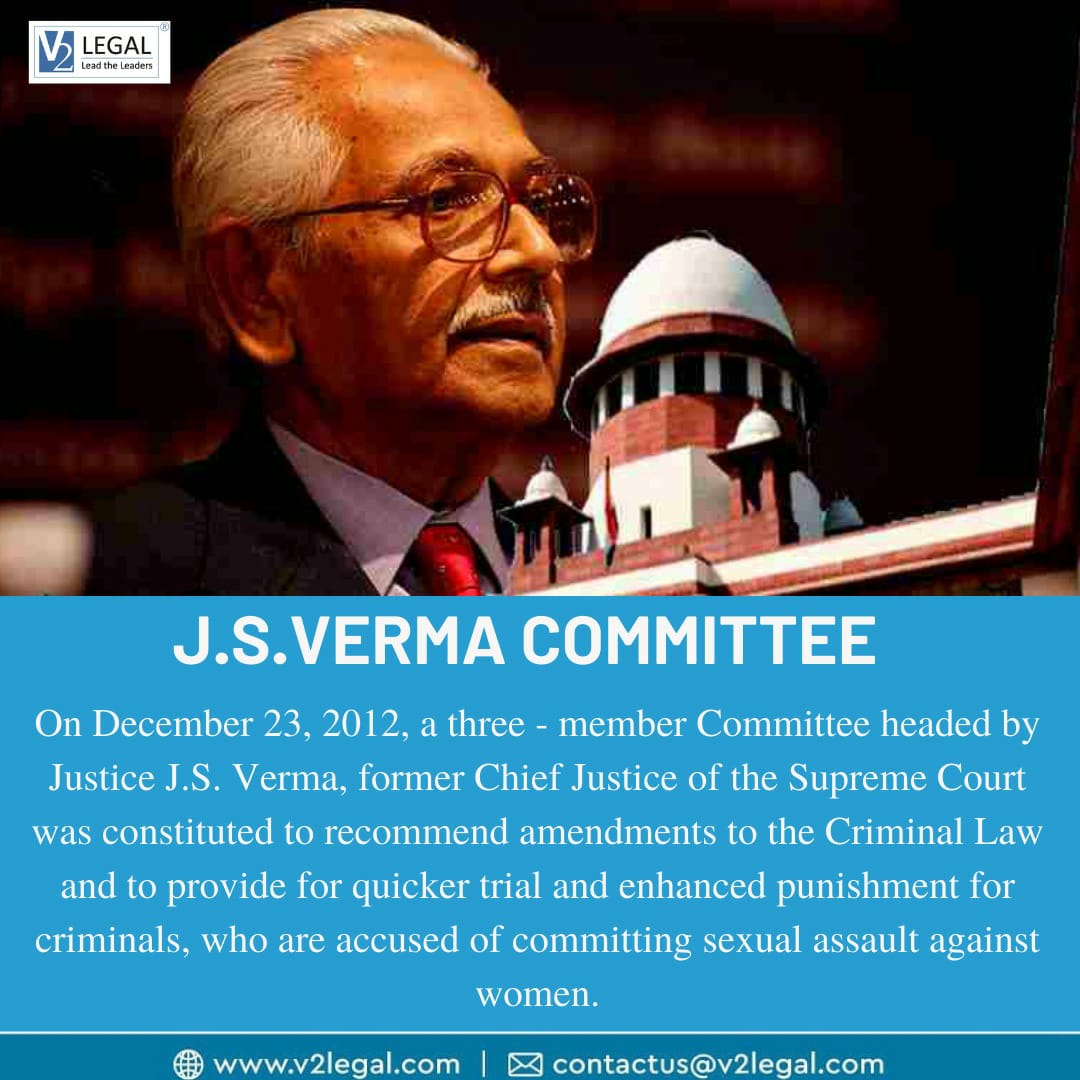 V2 LEGAL ®
Lead the Leaders
J.S.VERMA COMMITTEE
On December 23, 2012, a three - member Committee headed by
Justice J.S. Verma, former Chief Justice of the Supreme Court
was constituted to recommend amendments to the Criminal Law
and to provide for quicker trial and enhanced punishment for
criminals, who are accused of committing sexual assault against
women.
www.v2legal.com | contactus@v2legal.com